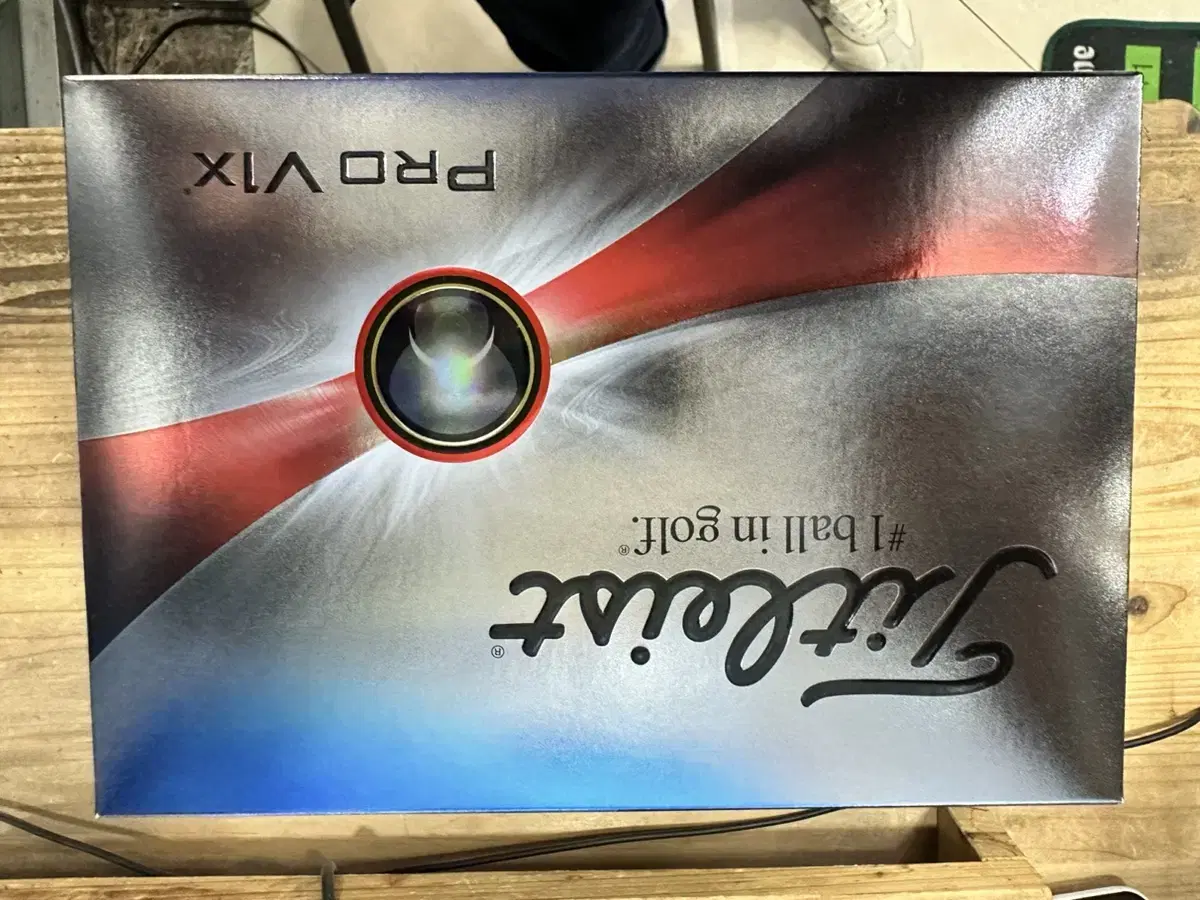 Titleist®
#1 ball in golf.®
PRO V1x